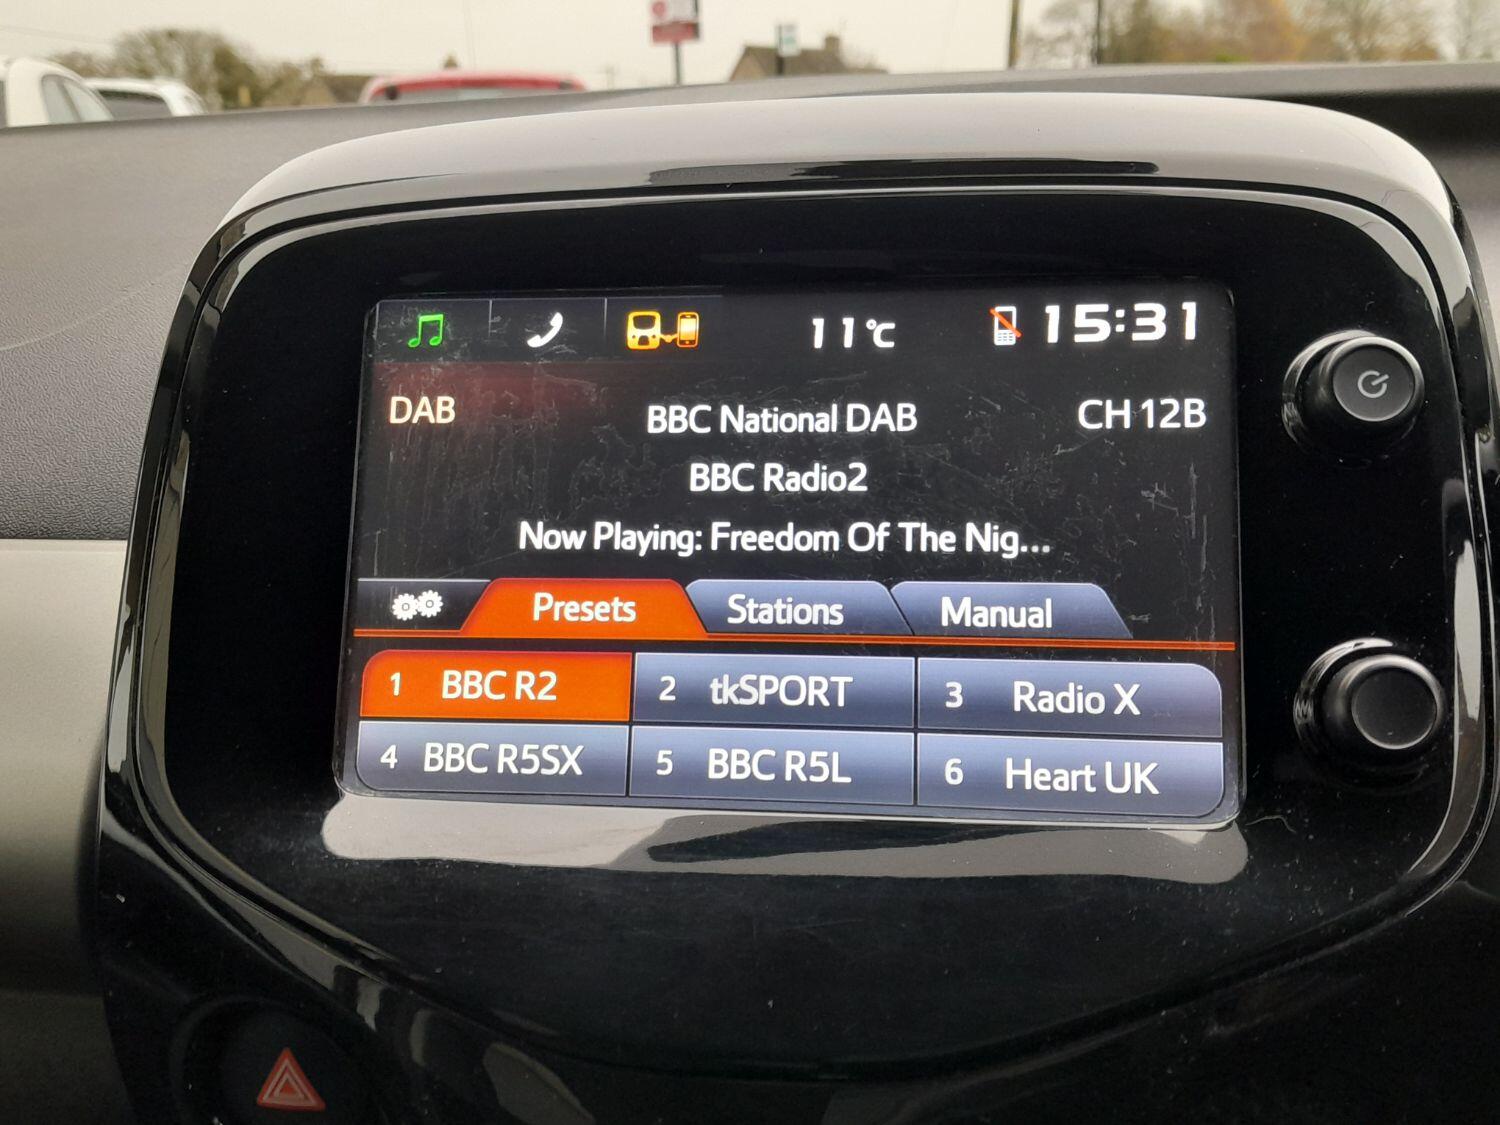 11°C 15:31
DAB BBC National DAB CH 12B
BBC Radio2
Now Playing: Freedom Of The Nig...
Presets Stations Manual
1 BBC R2 2 tkSPORT 3 Radio X
4 BBC R5SX 5 BBC R5L 6 Heart UK